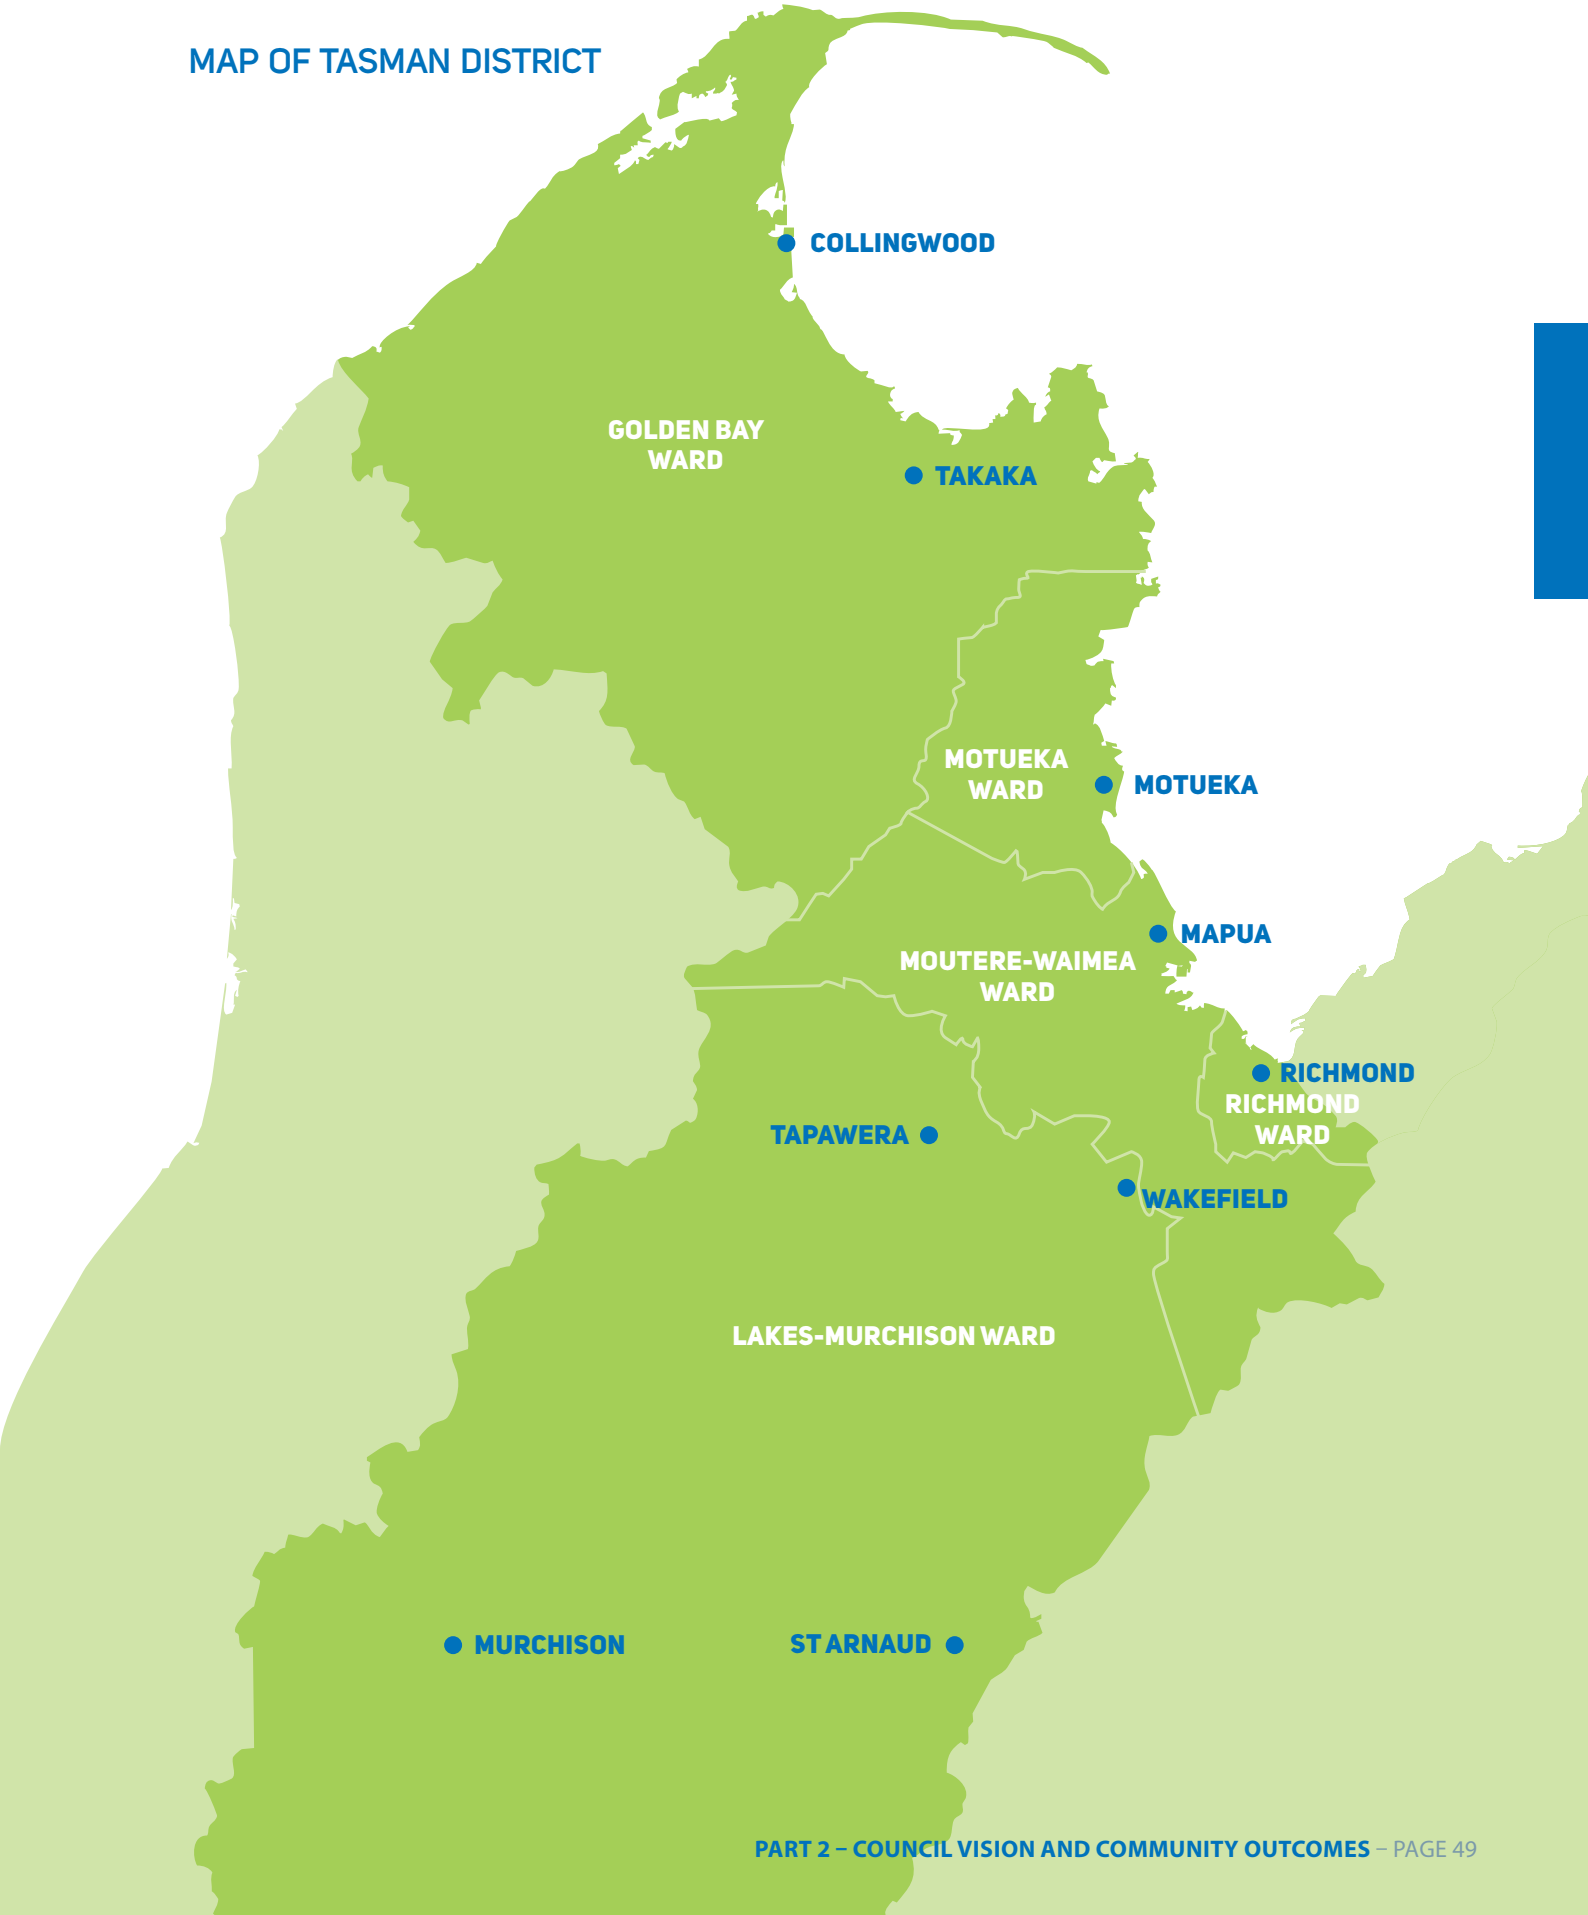 MAP OF TASMAN DISTRICT
COLLINGWOOD
GOLDEN BAY
WARD
TAKAKA
MOTUEKA
WARD
MOTUEKA
MAPUA
MOUTERE-WAIMEA
WARD
RICHMOND
RICHMOND
WARD
TAPAWERA
WAKEFIELD
LAKES-MURCHISON WARD
MURCHISON
ST ARNAUD
PART 2 – COUNCIL VISION AND COMMUNITY OUTCOMES – PAGE 49